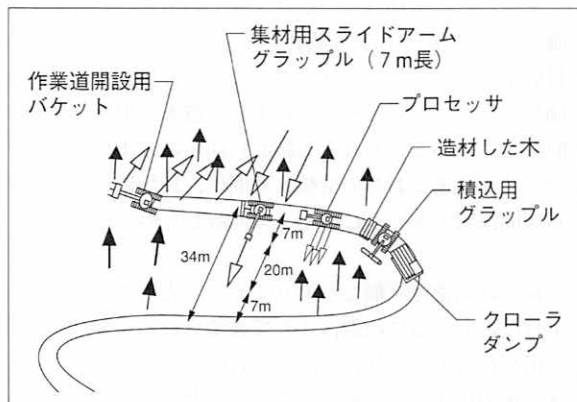 集材用スライドアーム
グラップル（7m長）
作業道開設用
バケット
プロセッサ
造材した木
積込用
グラップル
7m
34m
20m
7m
クローラ
ダンプ